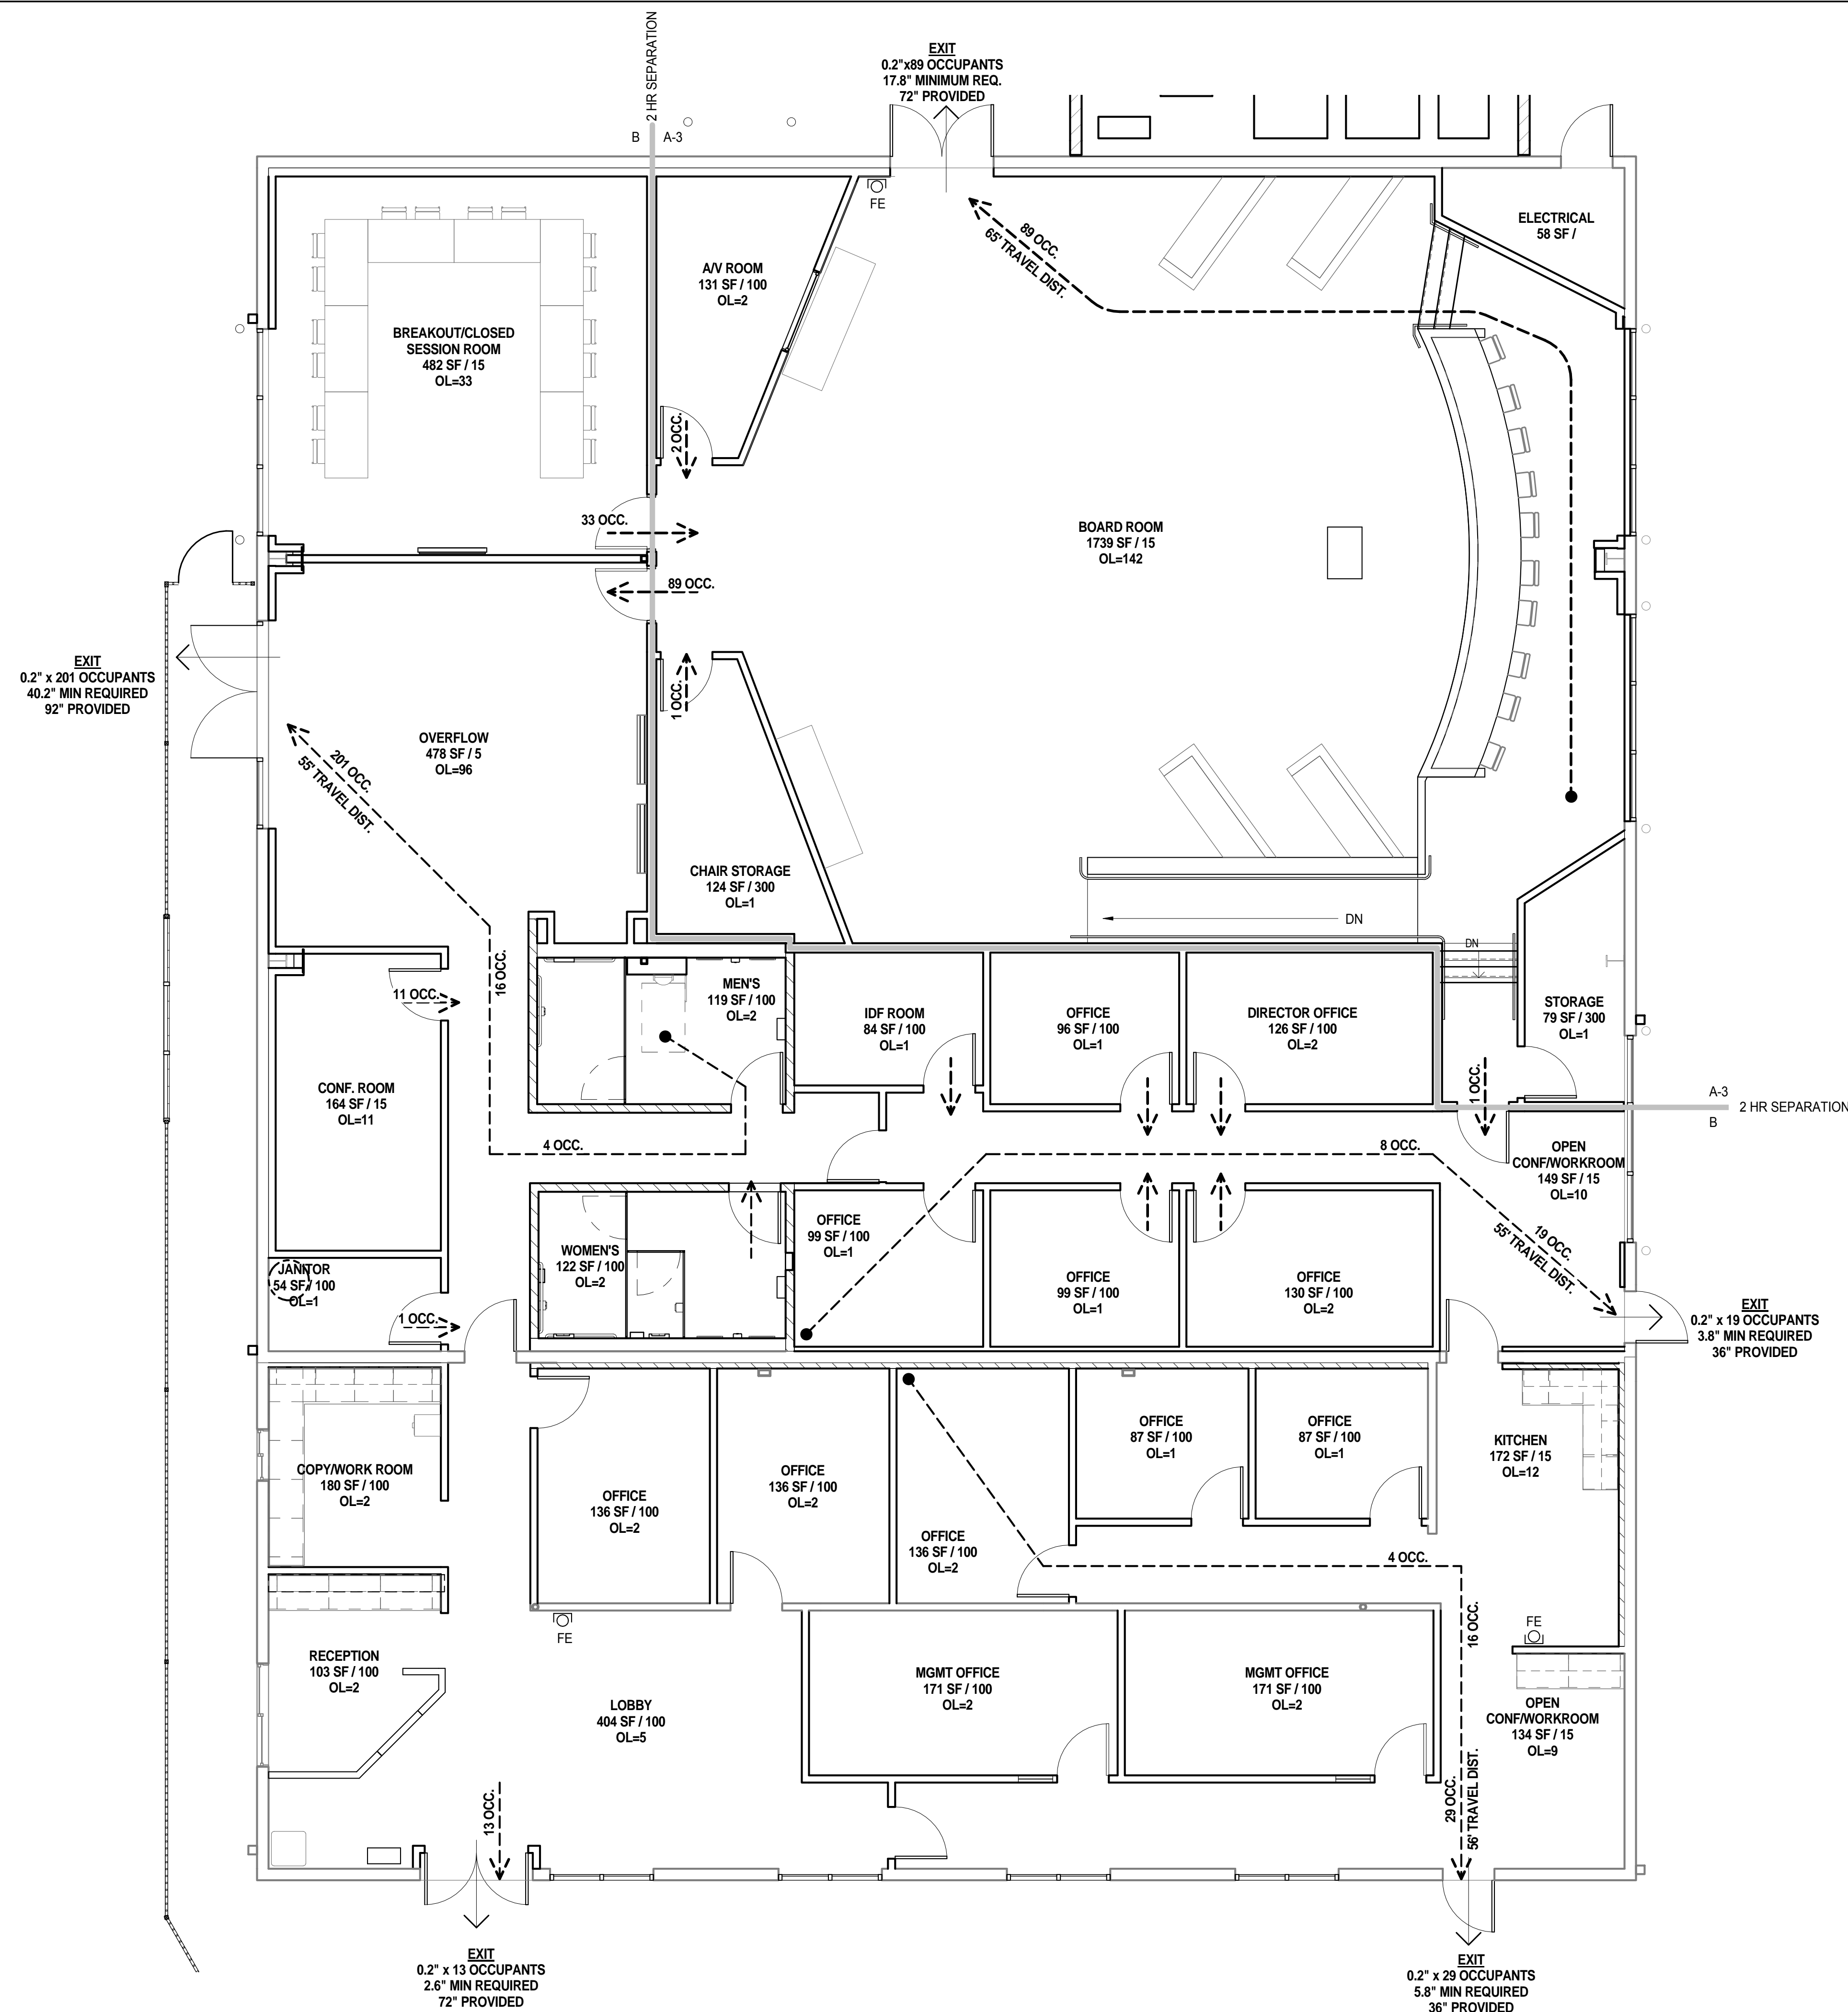 2 HR SEPARATION
B
A-3
EXIT
0.2"x89 OCCUPANTS
17.8" MINIMUM REQ.
72" PROVIDED
FE
89 OCC.
65' TRAVEL DIST.
ELECTRICAL
58 SF /
A/V ROOM
131 SF / 100
OL=2
2 OCC.
BREAKOUT/CLOSED
SESSION ROOM
482 SF / 15
OL=33
33 OCC.
89 OCC.
BOARD ROOM
1739 SF / 15
OL=142
EXIT
0.2" x 201 OCCUPANTS
40.2" MIN REQUIRED
92" PROVIDED
1 OCC.
OVERFLOW
478 SF / 5
OL=96
201 OCC.
55' TRAVEL DIST.
CHAIR STORAGE
124 SF / 300
OL=1
DN
DN
16 OCC.
11 OCC.
MEN'S
119 SF / 100
OL=2
IDF ROOM
84 SF / 100
OL=1
OFFICE
96 SF / 100
OL=1
DIRECTOR OFFICE
126 SF / 100
OL=2
STORAGE
79 SF / 300
OL=1
1 OCC.
A-3
2 HR SEPARATION
B
CONF. ROOM
164 SF / 15
OL=11
4 OCC.
8 OCC.
OPEN
CONF/WORKROOM
149 SF / 15
OL=10
19 OCC.
55' TRAVEL DIST.
JANITOR
54 SF / 100
OL=1
1 OCC.
WOMEN'S
122 SF / 100
OL=2
OFFICE
99 SF / 100
OL=1
OFFICE
99 SF / 100
OL=1
OFFICE
130 SF / 100
OL=2
EXIT
0.2" x 19 OCCUPANTS
3.8" MIN REQUIRED
36" PROVIDED
COPY/WORK ROOM
180 SF / 100
OL=2
OFFICE
136 SF / 100
OL=2
OFFICE
136 SF / 100
OL=2
OFFICE
136 SF / 100
OL=2
OFFICE
87 SF / 100
OL=1
OFFICE
87 SF / 100
OL=1
KITCHEN
172 SF / 15
OL=12
4 OCC.
16 OCC.
FE
FE
RECEPTION
103 SF / 100
OL=2
LOBBY
404 SF / 100
OL=5
MGMT OFFICE
171 SF / 100
OL=2
MGMT OFFICE
171 SF / 100
OL=2
OPEN
CONF/WORKROOM
134 SF / 15
OL=9
13 OCC.
29 OCC.
56' TRAVEL DIST.
EXIT
0.2" x 13 OCCUPANTS
2.6" MIN REQUIRED
72" PROVIDED
EXIT
0.2" x 29 OCCUPANTS
5.8" MIN REQUIRED
36" PROVIDED